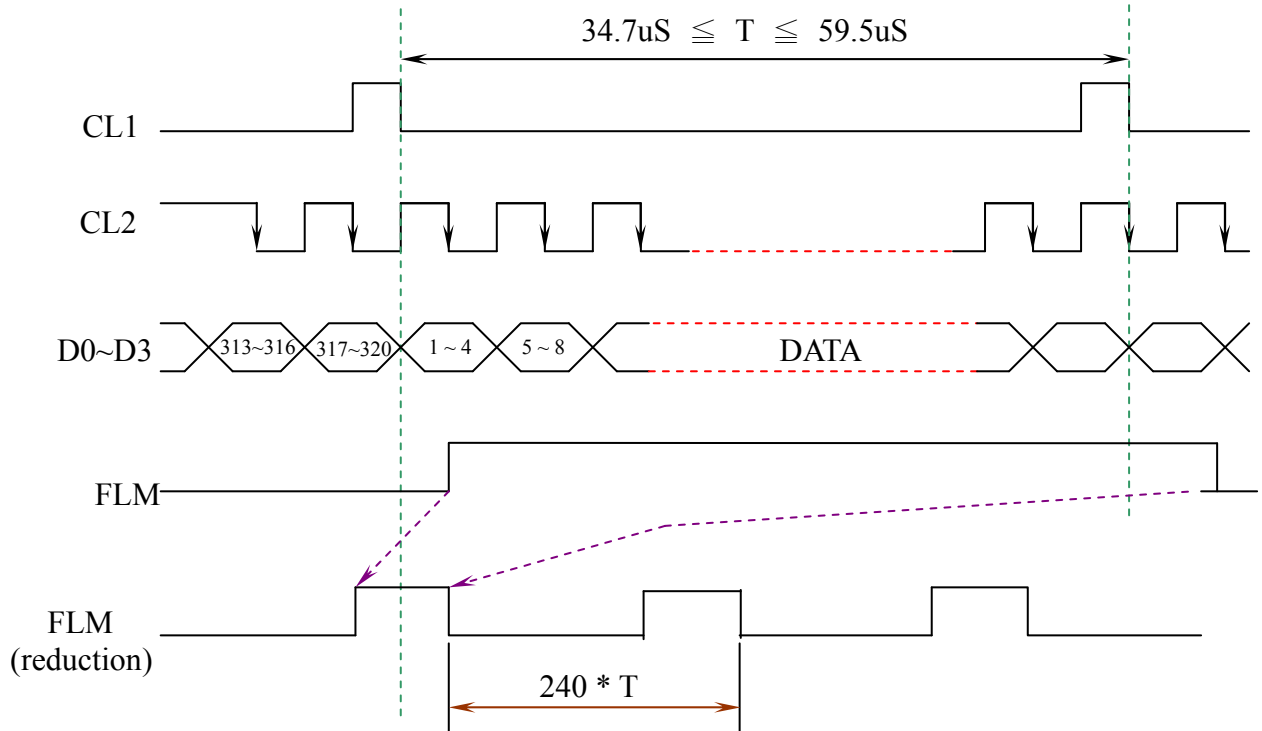 34.7uS ≦ T ≦ 59.5uS
CL1
CL2
D0~D3
313~316
317~320
1 ~ 4
5 ~ 8
DATA
FLM
FLM
(reduction)
240 * T